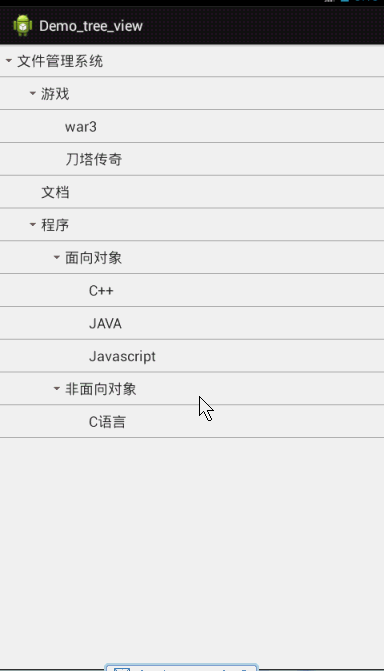 Demo_tree_view
文件管理系统
游戏
war3
刀塔传奇
文档
程序
面向对象
C++
JAVA
Javascript
非面向对象
C语言